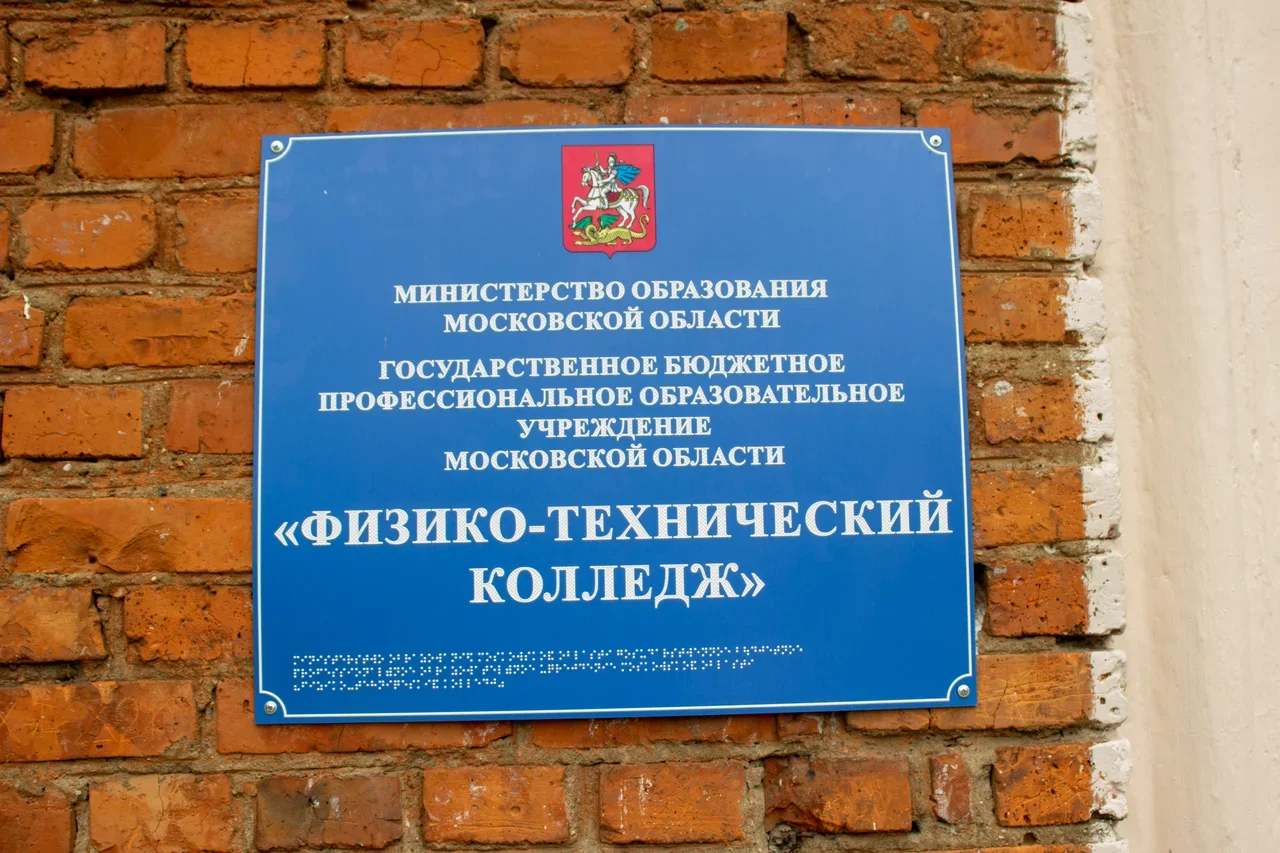 МИНИСТЕРСТВО ОБРАЗОВАНИЯ
МОСКОВСКОЙ ОБЛАСТИ
ГОСУДАРСТВЕННОЕ БЮДЖЕТНОЕ
ПРОФЕССИОНАЛЬНОЕ ОБРАЗОВАТЕЛЬНОЕ
УЧРЕЖДЕНИЕ
МОСКОВСКОЙ ОБЛАСТИ
«ФИЗИКО-ТЕХНИЧЕСКИЙ
КОЛЛЕДЖ»